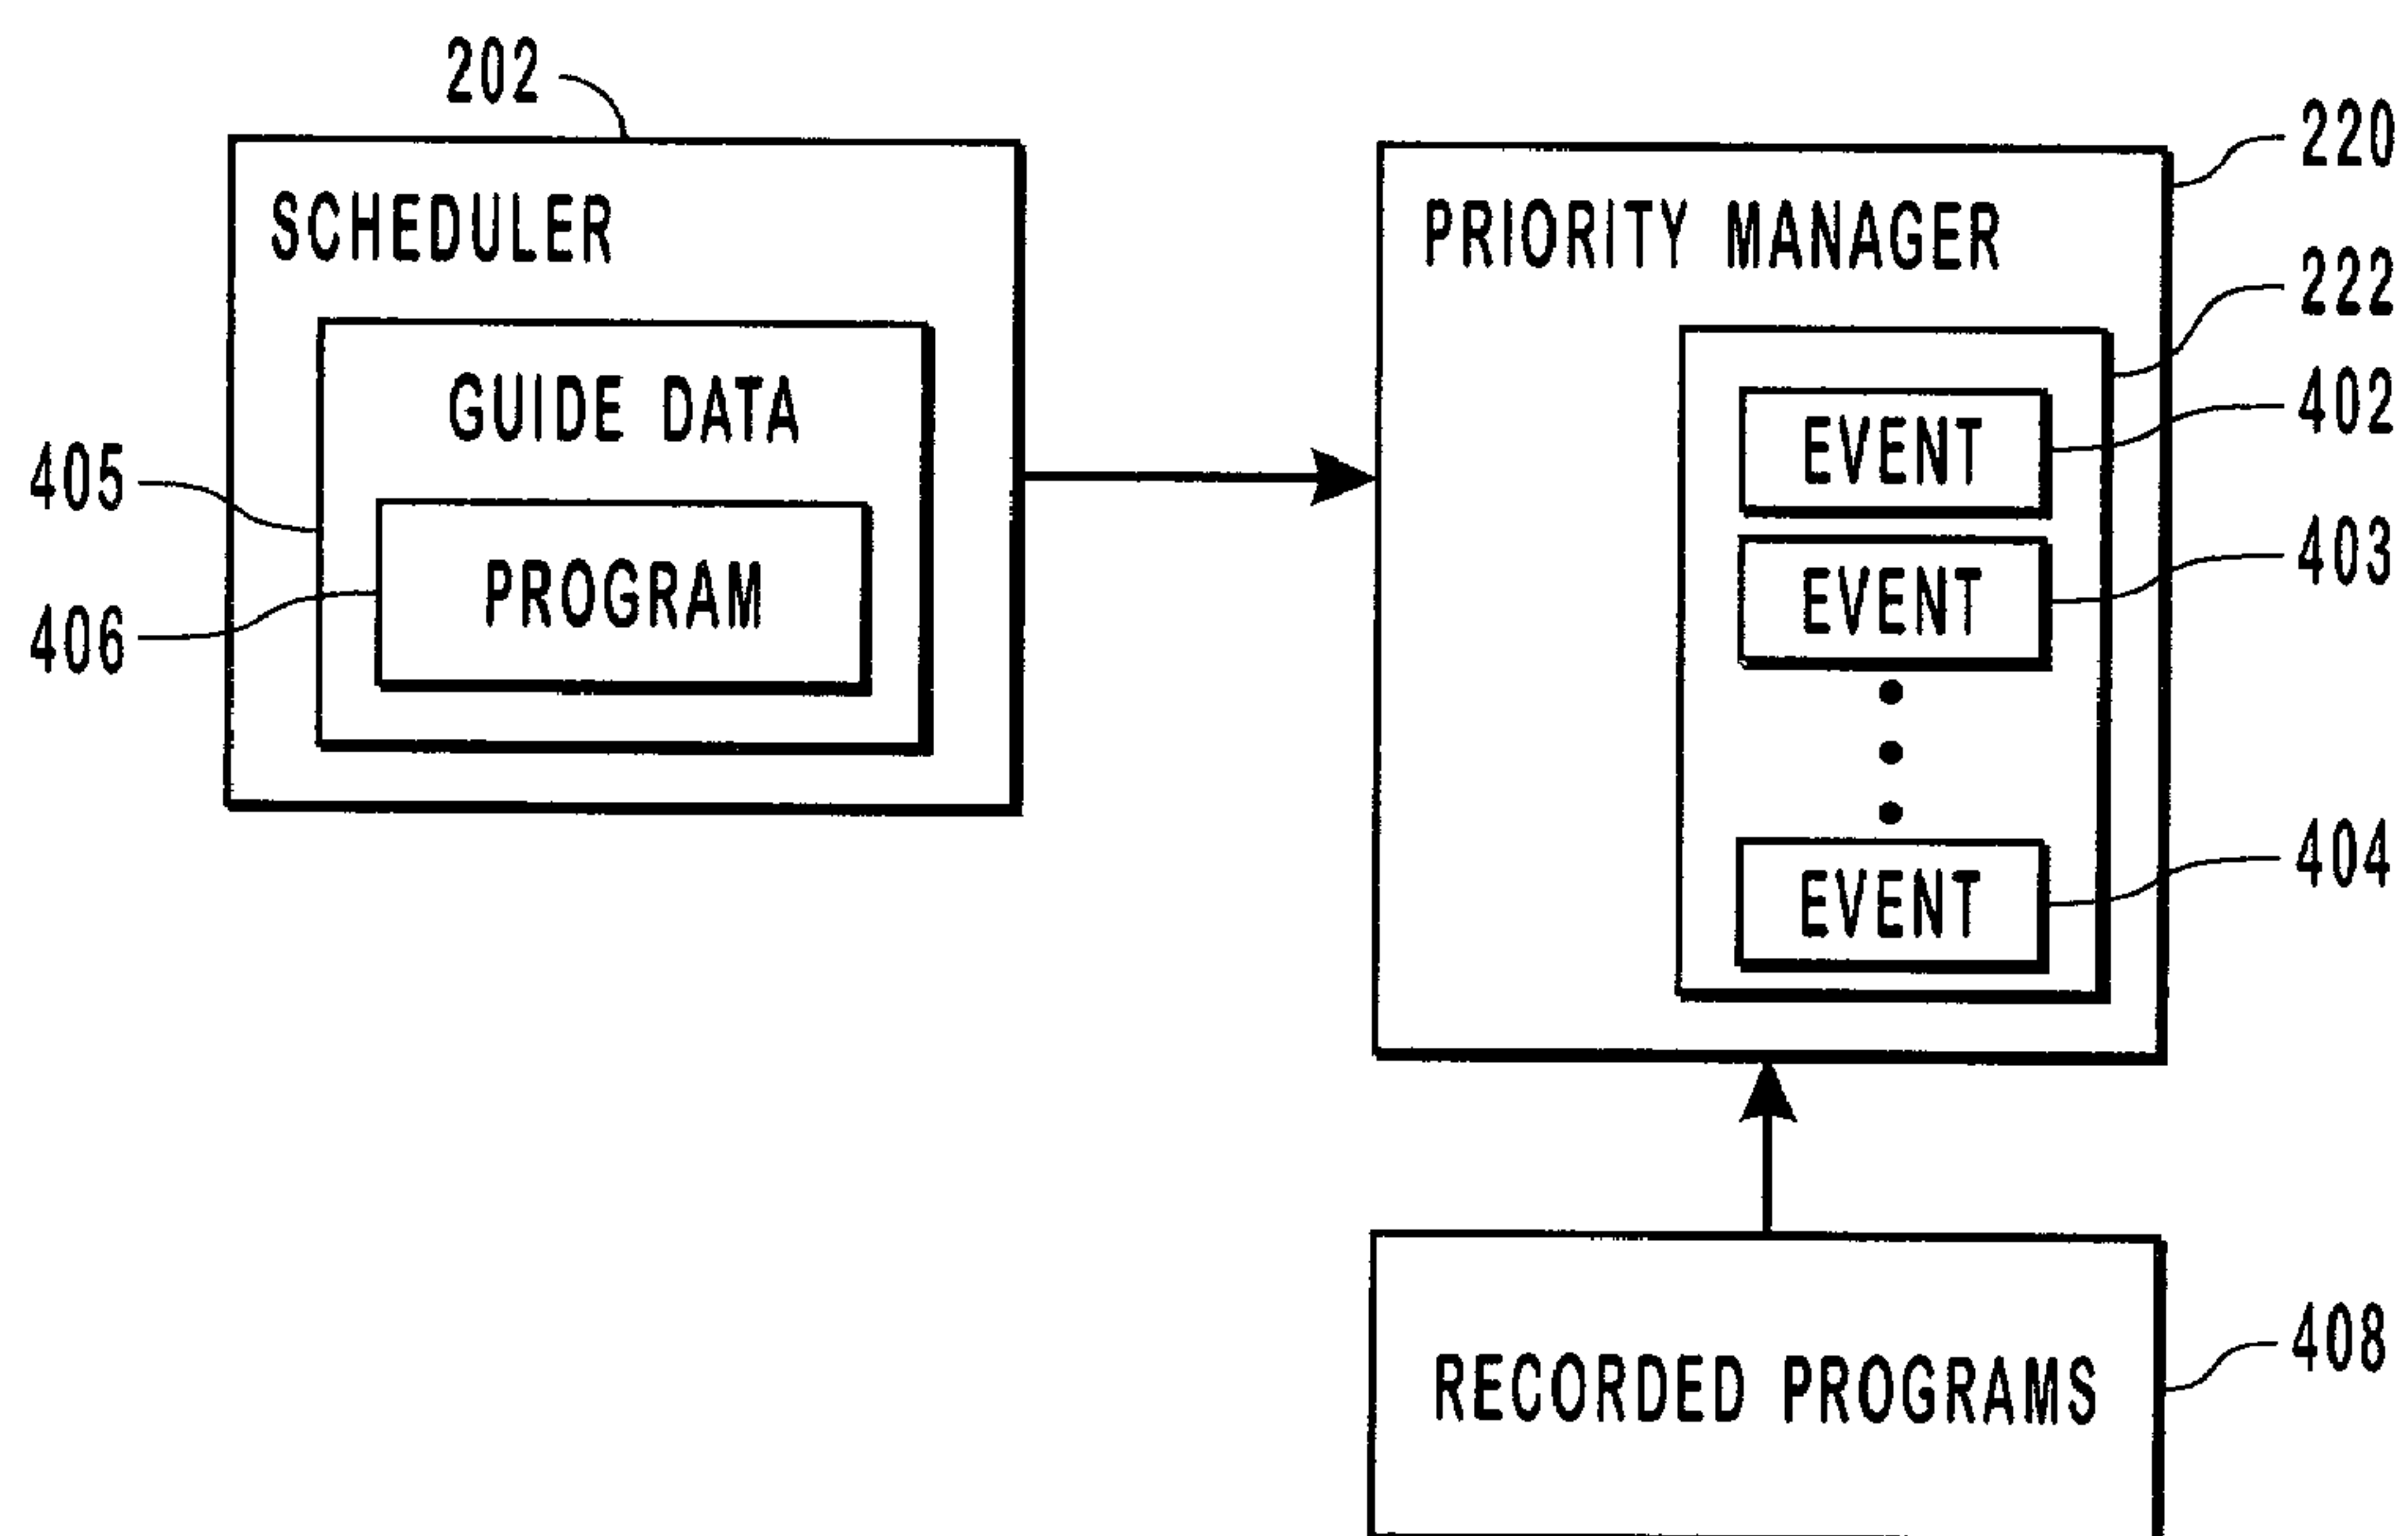 202
SCHEDULER
GUIDE DATA
405
PROGRAM
406
PRIORITY MANAGER
220
222
EVENT
402
EVENT
403
EVENT
404
RECORDED PROGRAMS
408